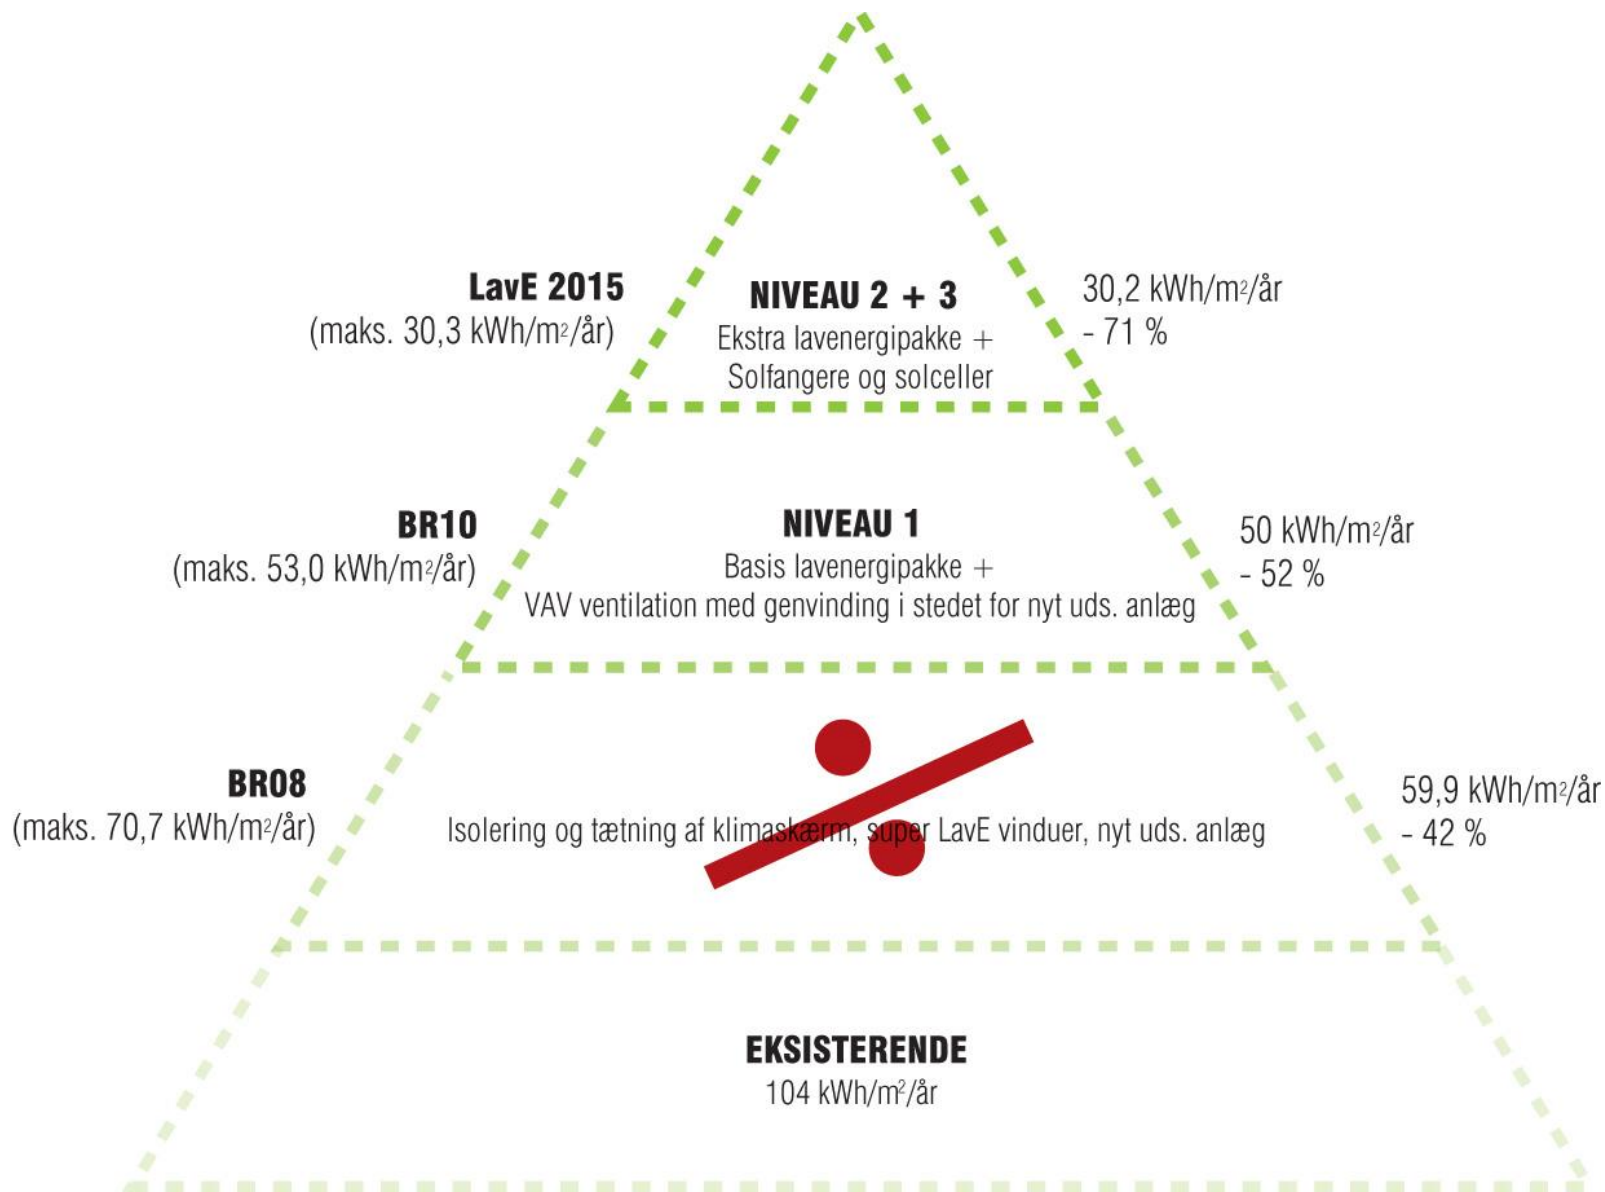 LavE 2015
(maks. 30,3 kWh/m²/år)
NIVEAU 2 + 3
Ekstra lavenergipakke +
Solfangere og solceller
30,2 kWh/m²/år
- 71 %
BR10
(maks. 53,0 kWh/m²/år)
NIVEAU 1
Basis lavenergipakke +
VAV ventilation med genvinding i stedet for nyt uds. anlæg
50 kWh/m²/år
- 52 %
BR08
(maks. 70,7 kWh/m²/år)
Isolering og tætning af klimaskærm, super LavE vinduer, nyt uds. anlæg
59,9 kWh/m²/år
- 42 %
EKSISTERENDE
104 kWh/m²/år